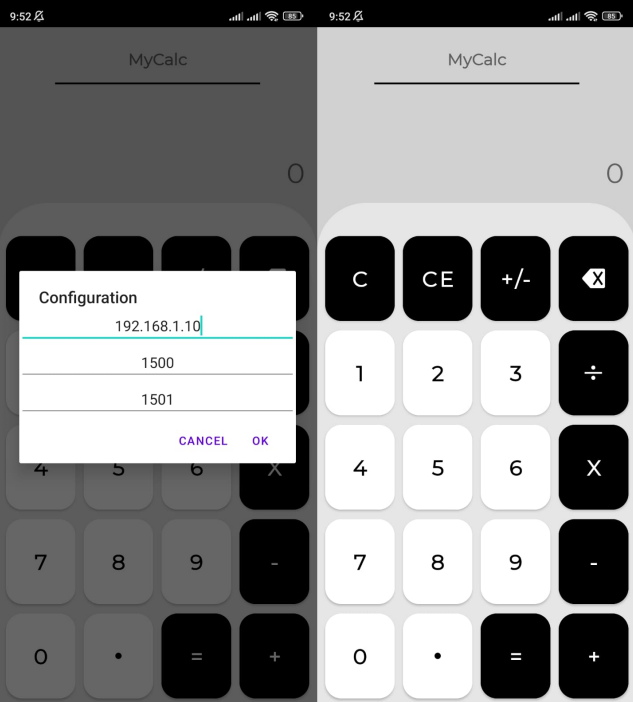 9:52
85
MyCalc
0
Configuration
192.168.1.10
1500
1501
CANCEL OK
4 5 6 X
7 8 9 -
0 • = +
9:52
85
MyCalc
0
C CE +/- X
1 2 3 ÷
4 5 6 X
7 8 9 -
0 • = +